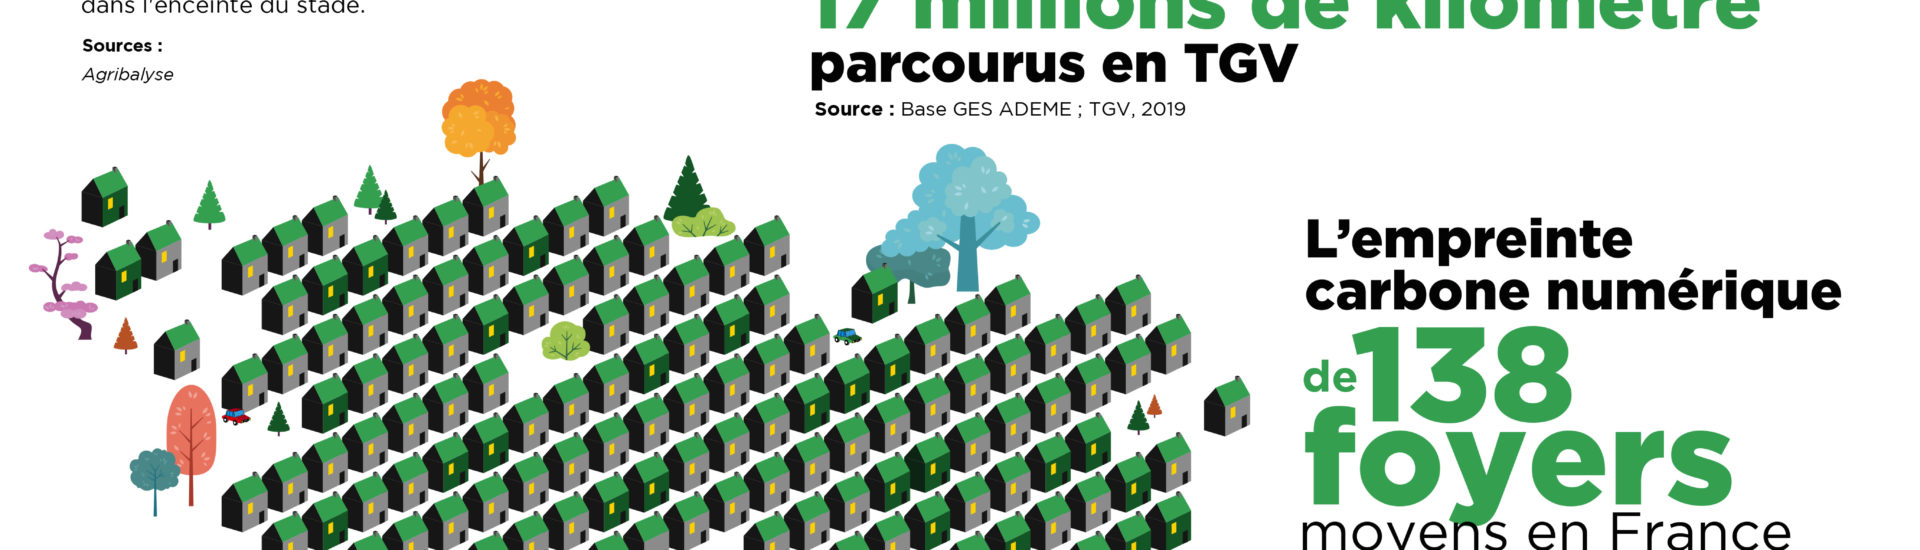 dans l'enceinte du stade.
Sources :
Agribalyse
17 millions de kilomètre
parcourus en TGV
Source : Base GES ADEME ; TGV, 2019
L’empreinte
carbone numérique
de 138
foyers
moyens en France